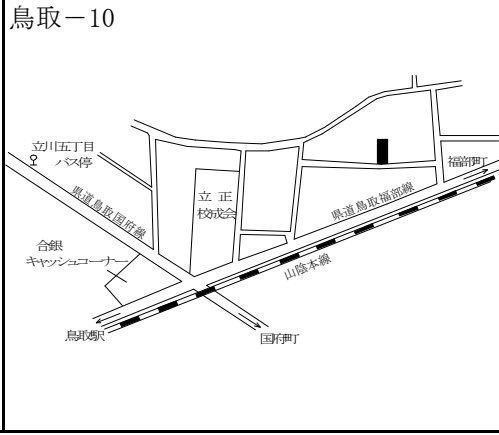 鳥取－10
立川五丁目
バス停
福部町
立 正
校成会
県道鳥取福部線
県道鳥取国府線
合銀
キャッシュコーナー
山陰本線
鳥取駅
国府町